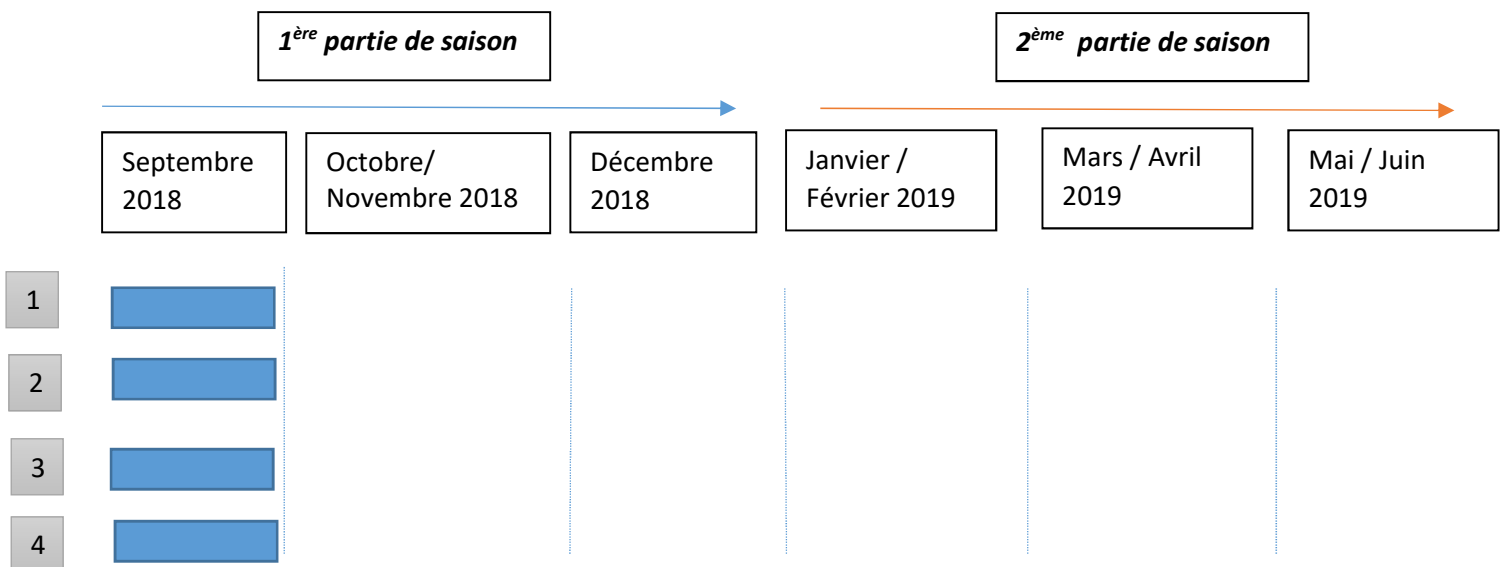 1ère partie de saison
2ème partie de saison
Septembre
2018
Octobre/
Novembre 2018
Décembre
2018
Janvier /
Février 2019
Mars / Avril
2019
Mai / Juin
2019
1
2
3
4